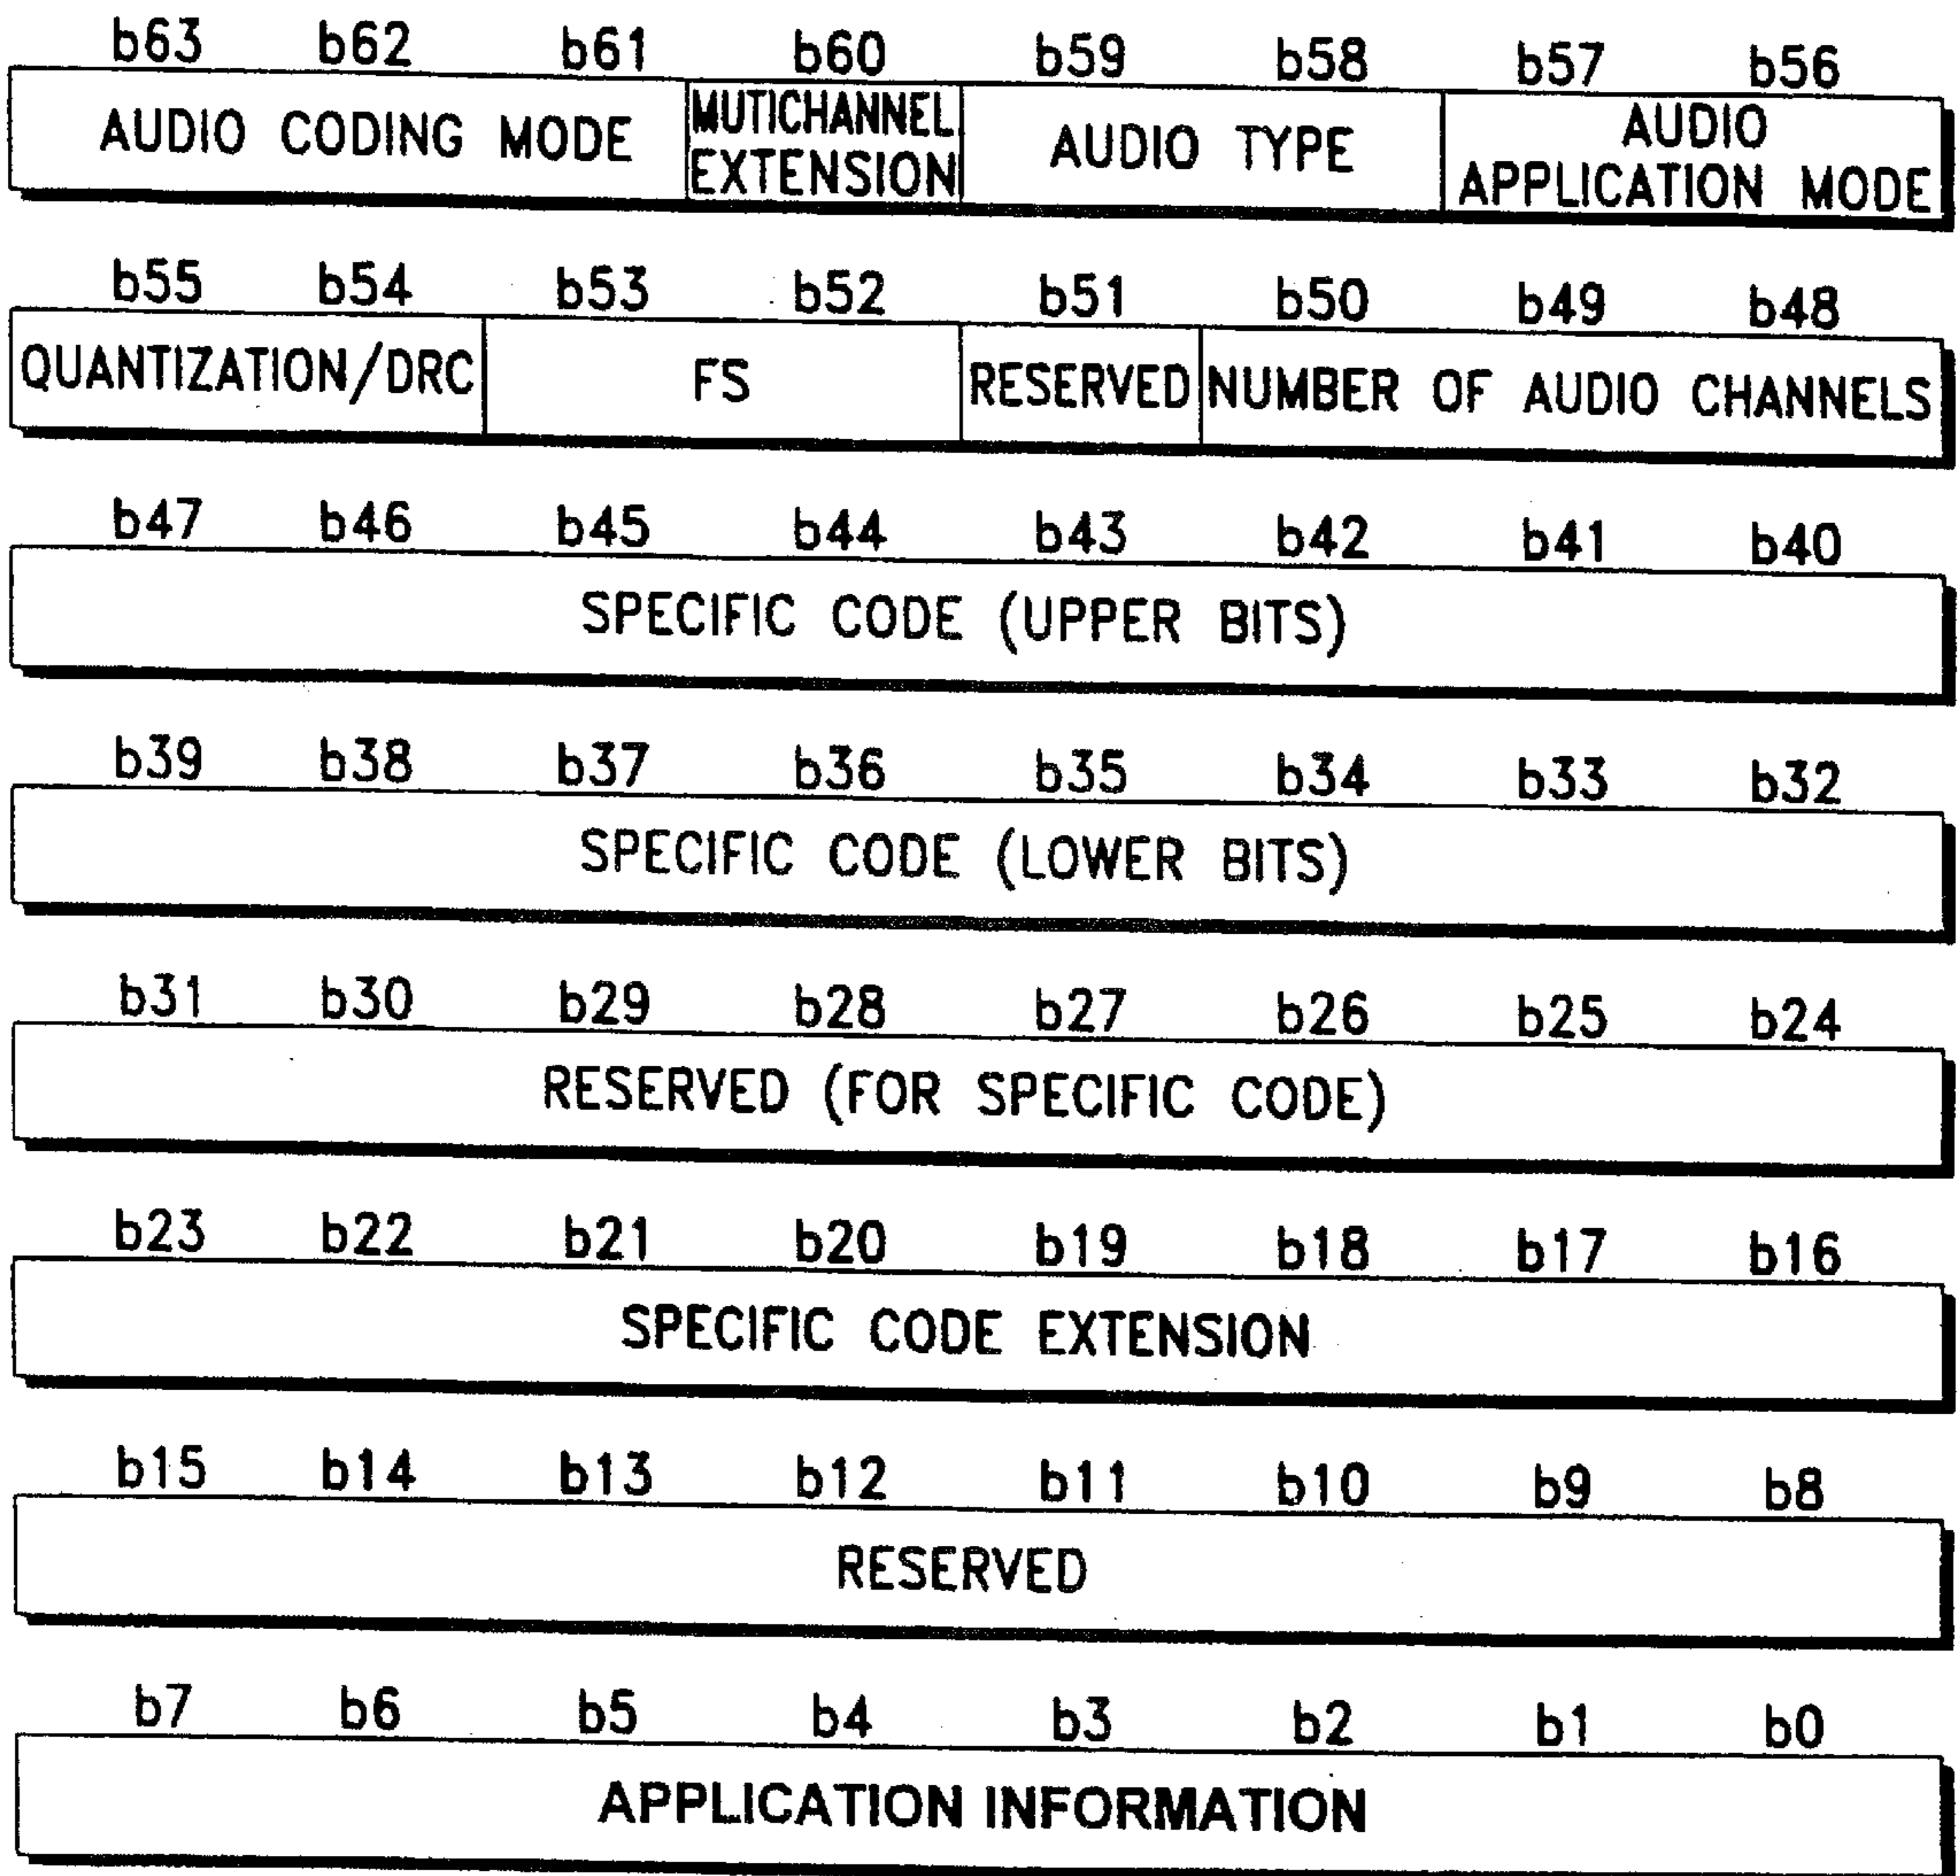 b63 b62 b61 b60 b59 b58 b57 b56
AUDIO CODING MODE
MUTICHANNEL
EXTENSION
AUDIO TYPE
AUDIO
APPLICATION MODE
b55 b54 b53 b52 b51 b50 b49 b48
QUANTIZATION/DRC FS RESERVED NUMBER OF AUDIO CHANNELS
b47 b46 b45 b44 b43 b42 b41 b40
SPECIFIC CODE (UPPER BITS)
b39 b38 b37 b36 b35 b34 b33 b32
SPECIFIC CODE (LOWER BITS)
b31 b30 b29 b28 b27 b26 b25 b24
RESERVED (FOR SPECIFIC CODE)
b23 b22 b21 b20 b19 b18 b17 b16
SPECIFIC CODE EXTENSION
b15 b14 b13 b12 b11 b10 b9 b8
RESERVED
b7 b6 b5 b4 b3 b2 b1 b0
APPLICATION INFORMATION